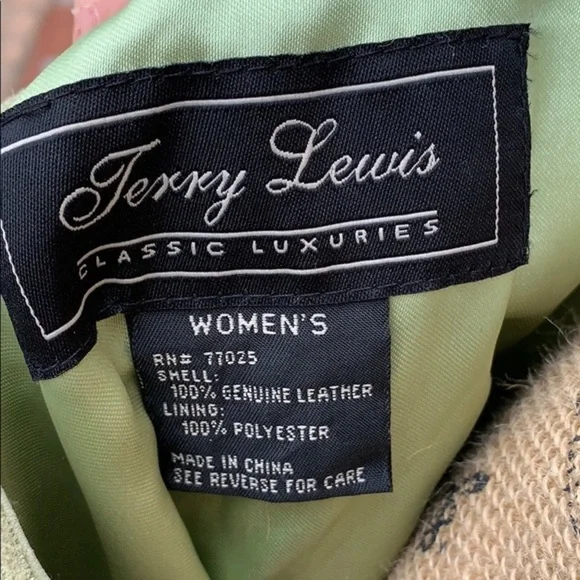 Terry Lewis
CLASSIC LUXURIES
WOMEN'S
RN# 77025
SHELL:
100% GENUINE LEATHER
LINING:
100% POLYESTER
MADE IN CHINA
SEE REVERSE FOR CARE